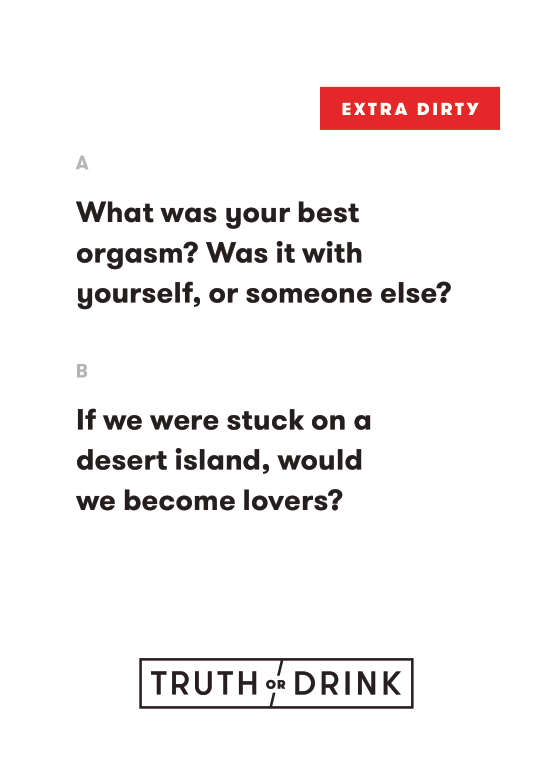 EXTRA DIRTY
A
What was your best
orgasm? Was it with
yourself, or someone else?
B
If we were stuck on a
desert island, would
we become lovers?
TRUTH OR DRINK